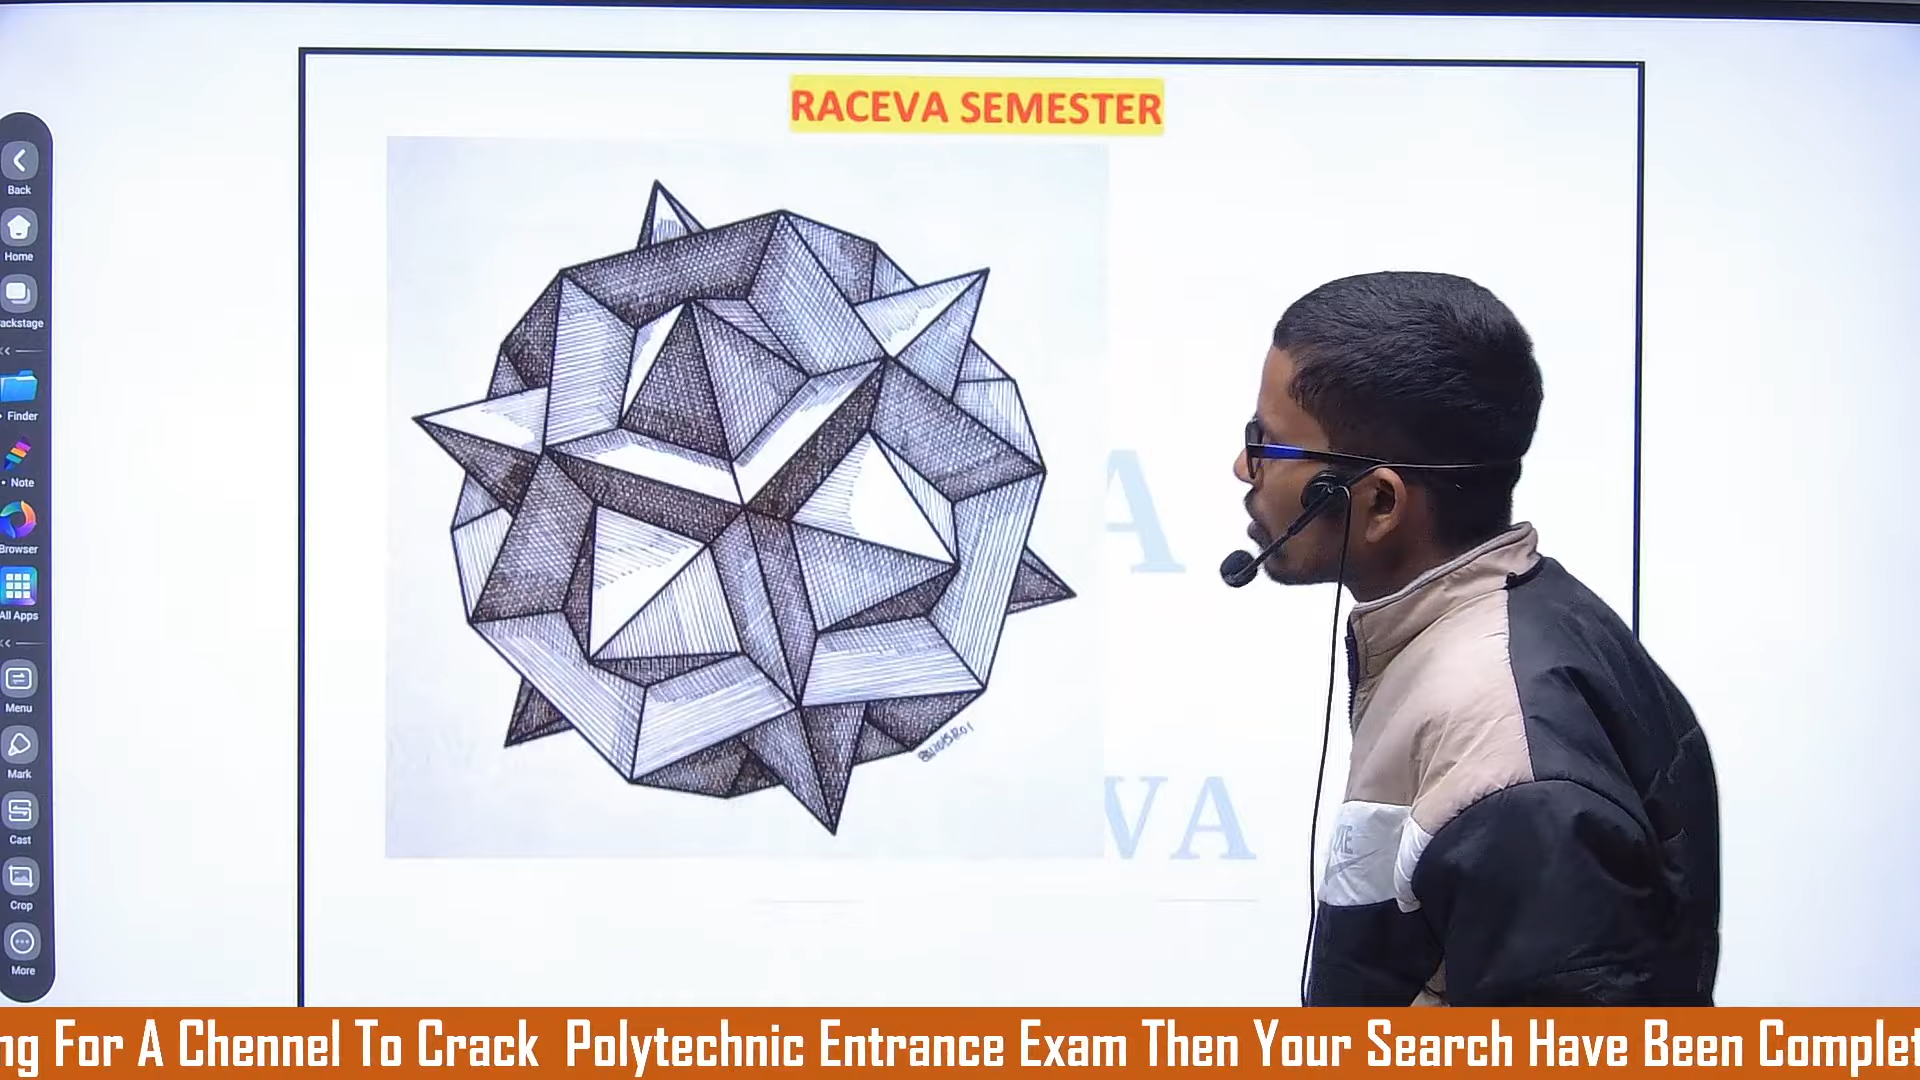 RACEVA SEMESTER
Back
Home
ackstage
Finder
Note
Browser
All Apps
Menu
Mark
Cast
Crop
More
A
VA
ng For A Chennel To Crack Polytechnic Entrance Exam Then Your Search Have Been Complet